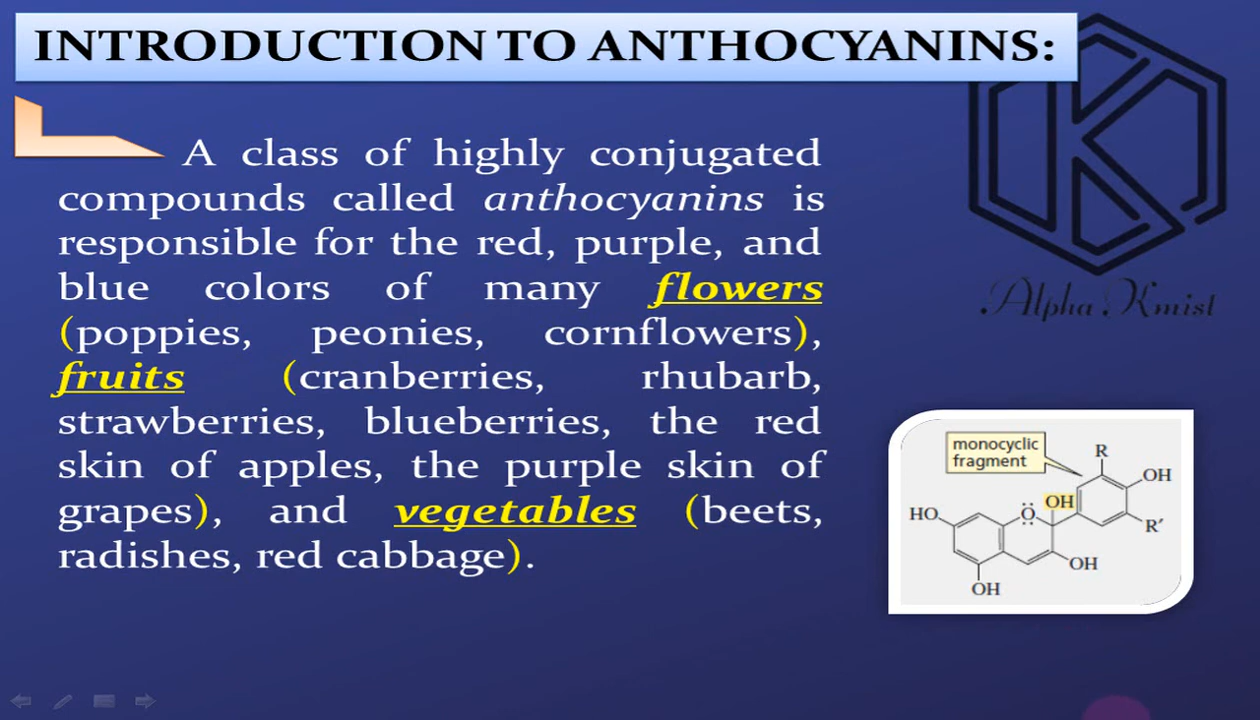 INTRODUCTION TO ANTHOCYANINS:
A class of highly conjugated
compounds called anthocyanins is
responsible for the red, purple, and
blue colors of many flowers
(poppies, peonies, cornflowers),
fruits (cranberries, rhubarb,
strawberries, blueberries, the red
skin of apples, the purple skin of
grapes), and vegetables (beets,
radishes, red cabbage).
Alpha Kmist
monocyclic
fragment
R
OH
OH
HO
O
R′
OH
OH